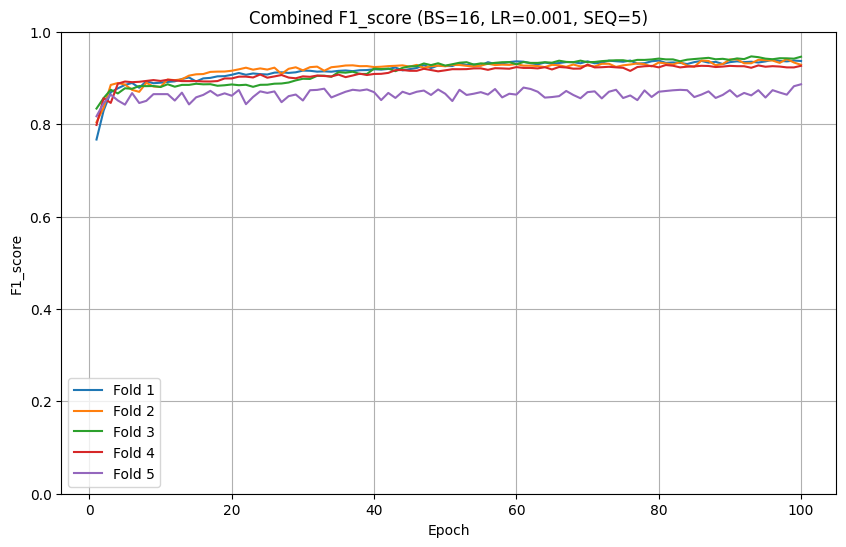 Combined F1_score (BS=16, LR=0.001, SEQ=5)
F1_score
1.0
0.8
0.6
0.4
0.2
0.0
Fold 1
Fold 2
Fold 3
Fold 4
Fold 5
0 20 40 60 80 100
Epoch